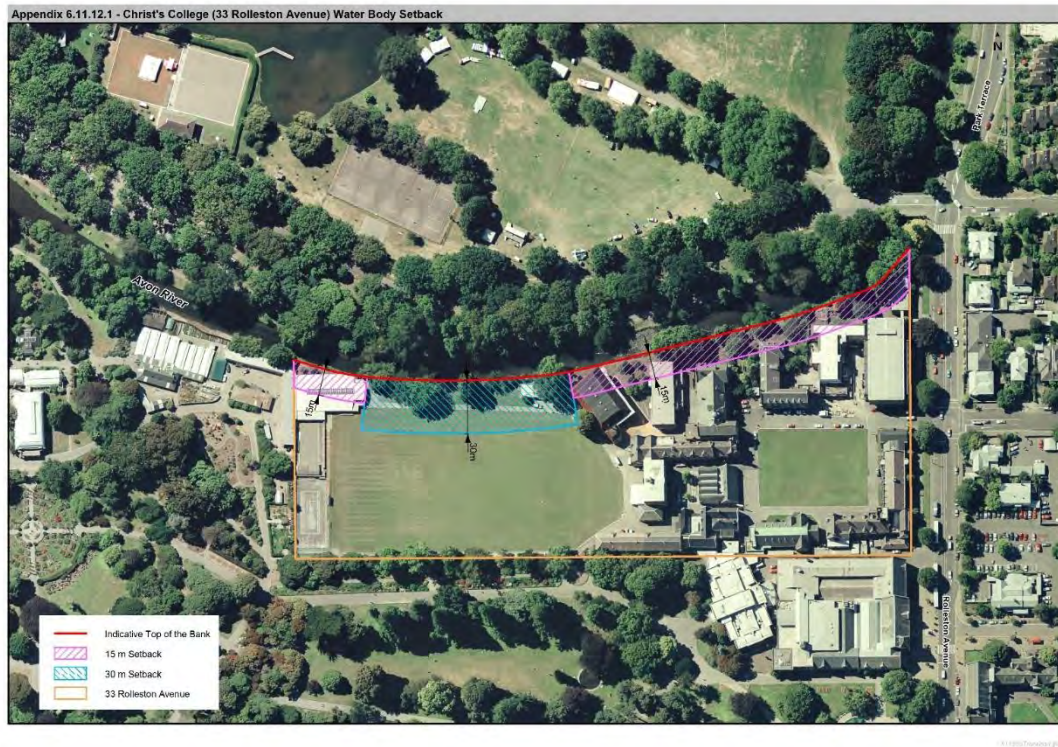 Appendix 6.11.12.1 - Christ's College (33 Rolleston Avenue) Water Body Setback
N
Park Terrace
Avon River
15m
30m
15m
Rolleston Avenue
Indicative Top of the Bank
15 m Setback
30 m Setback
33 Rolleston Avenue